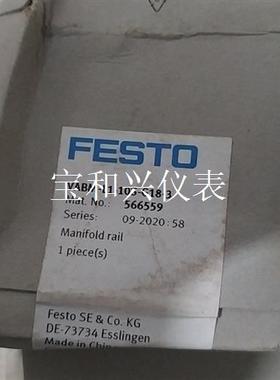 FESTO
宝和兴仪表
Mat. No.: 566559
Series: 09-2020 : 58
Manifold rail
1 piece(s)
Festo SE & Co. KG
DE-73734 Esslingen
Made in China